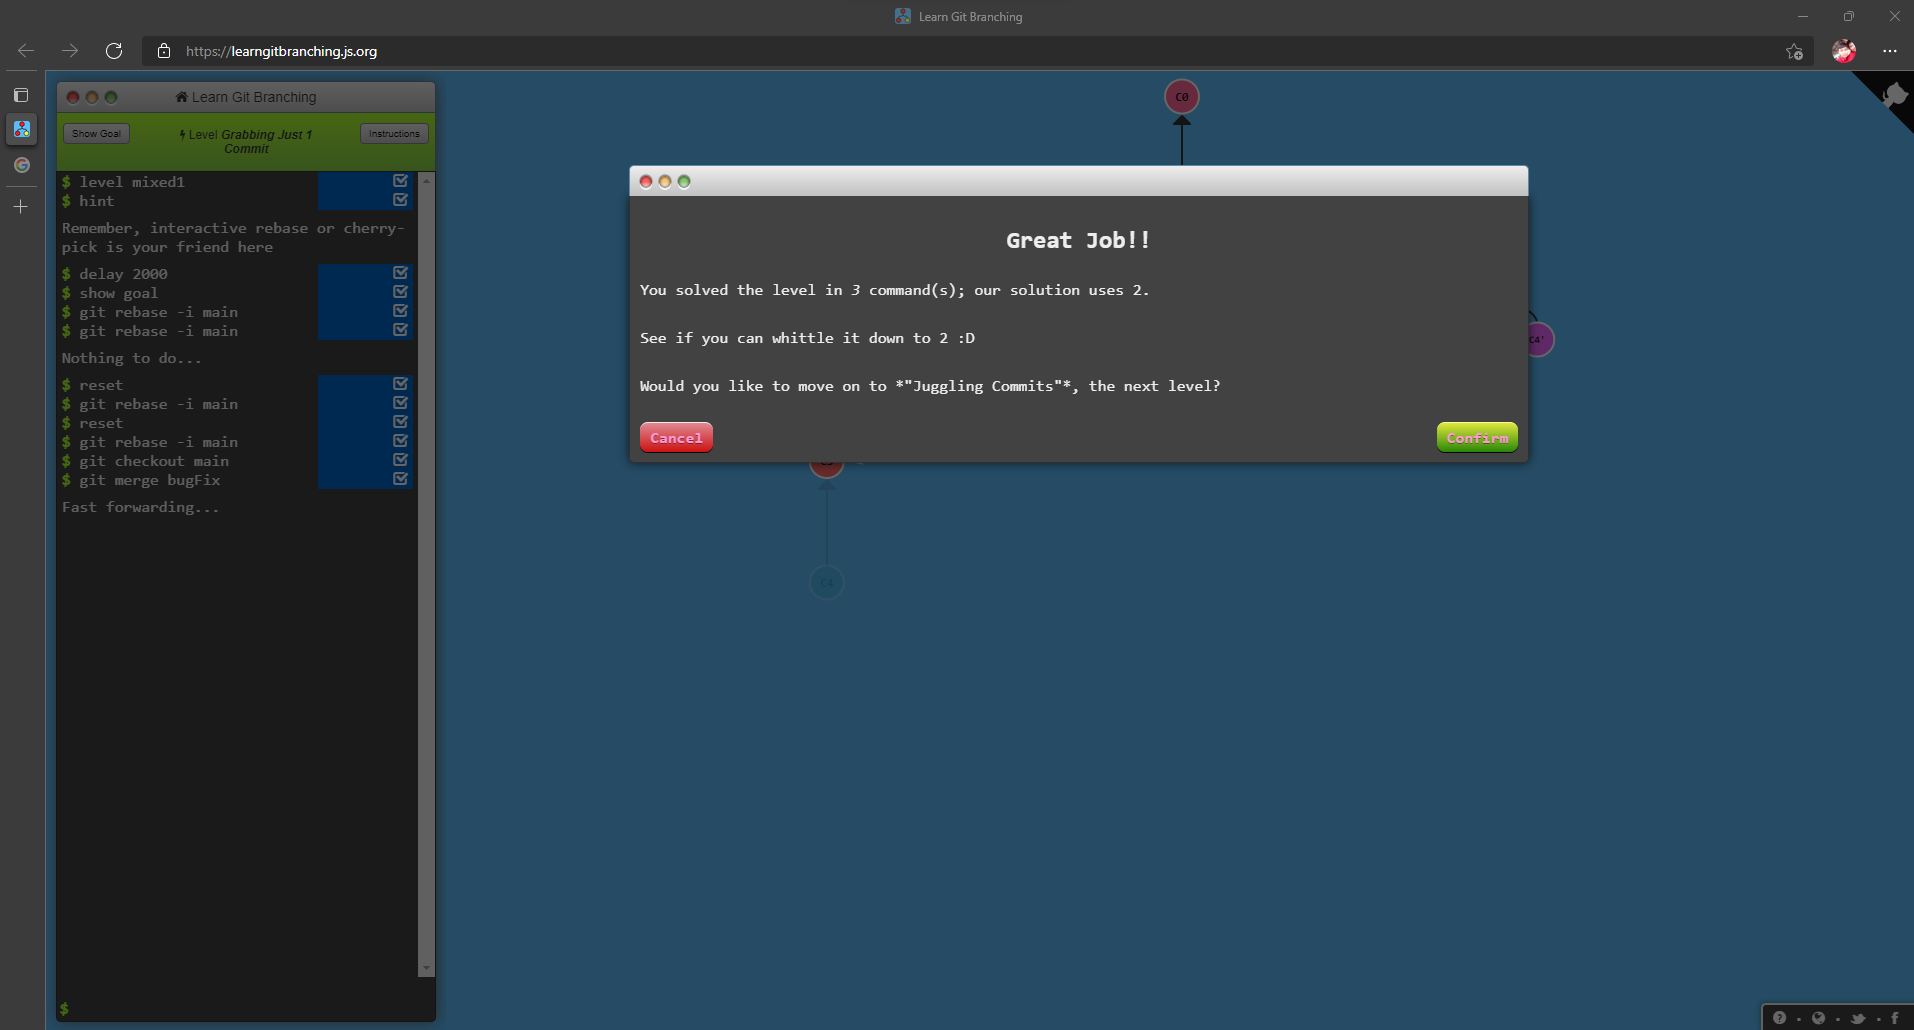 Learn Git Branching
https://learngitbranching.js.org
Learn Git Branching
Show Goal
Level Grabbing Just 1
Commit
Instructions
$ level mixed1
$ hint
Remember, interactive rebase or cherry-
pick is your friend here
$ delay 2000
$ show goal
$ git rebase -i main
$ git rebase -i main
Nothing to do...
$ reset
$ git rebase -i main
$ reset
$ git rebase -i main
$ git checkout main
$ git merge bugFix
Fast forwarding...
$
C0
Great Job!!
You solved the level in 3 command(s); our solution uses 2.
See if you can whittle it down to 2 :D
Would you like to move on to *"Juggling Commits"*, the next level?
Cancel
Confirm
C4'
C4